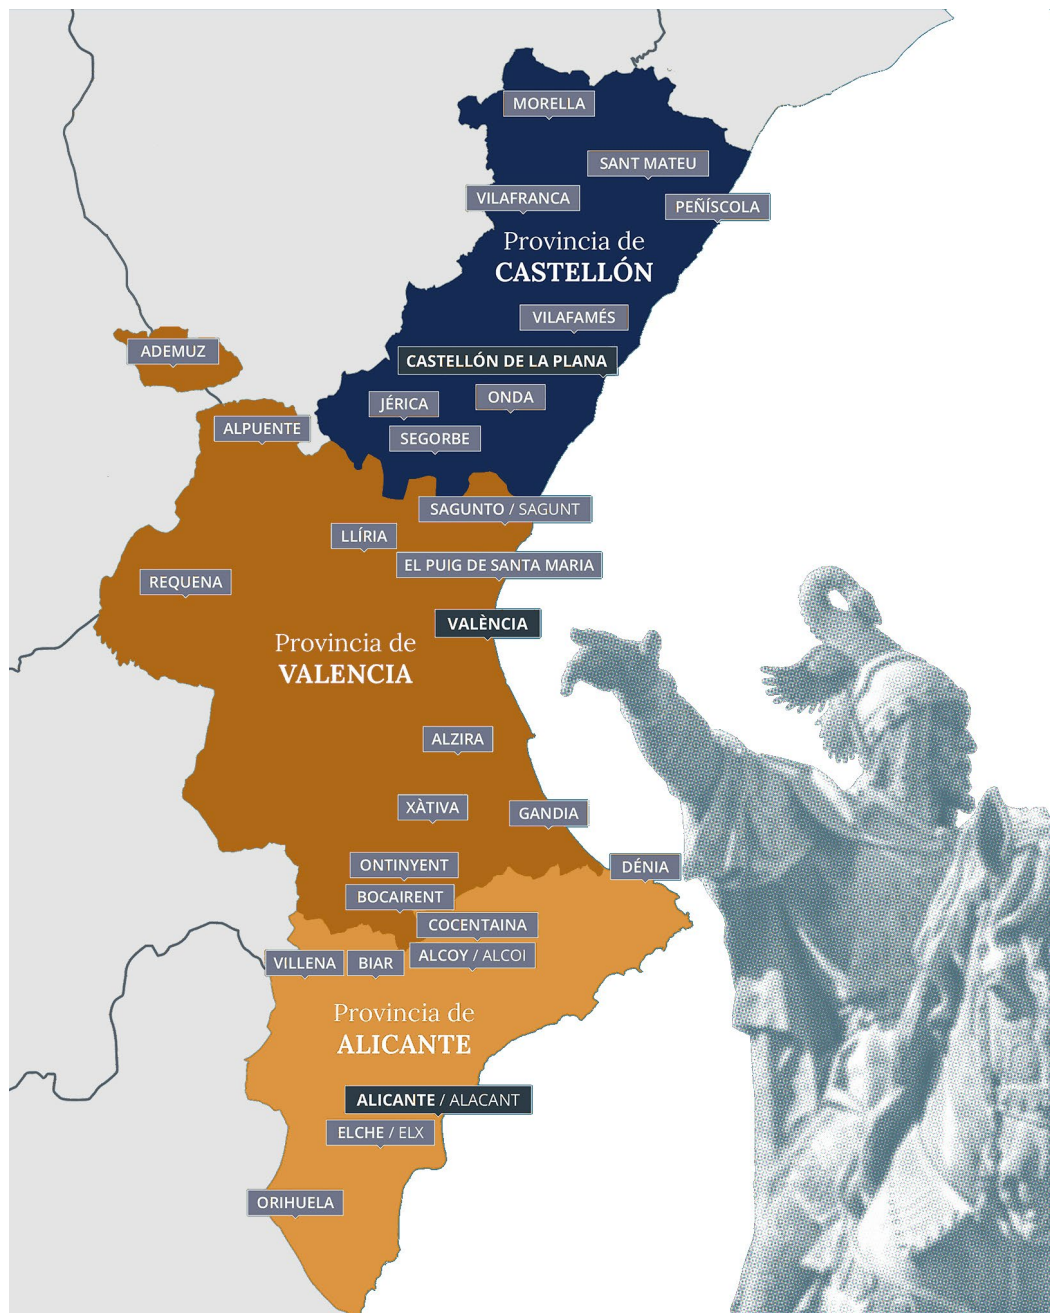 MORELLA
SANT MATEU
VILAFRANCA
PEÑÍSCOLA
Provincia de
CASTELLÓN
VILAFAMÉS
ADEMUZ
CASTELLÓN DE LA PLANA
JÉRICA
ONDA
ALPUENTE
SEGORBE
SAGUNTO / SAGUNT
LLÍRIA
EL PUIG DE SANTA MARIA
REQUENA
VALÈNCIA
Provincia de
VALENCIA
ALZIRA
XÀTIVA
GANDIA
ONTINYENT
DÉNIA
BOCAIRENT
COCENTAINA
ALCOY / ALCOI
VILLENA
BIAR
Provincia de
ALICANTE
ALICANTE / ALACANT
ELCHE / ELX
ORIHUELA